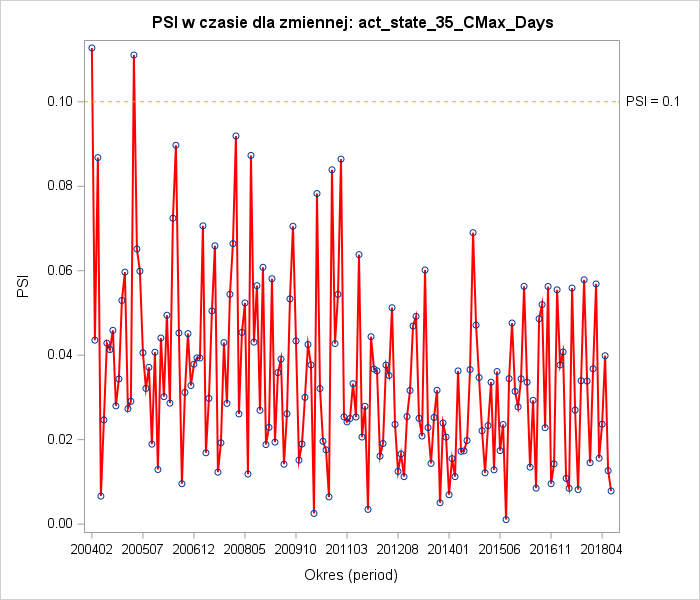 PSI w czasie dla zmiennej: act_state_35_CMax_Days
0.10
PSI = 0.1
0.08
0.06
PSI
0.04
0.02
0.00
200402 200507 200612 200805 200910 201103 201208 201401 201506 201611 201804
Okres (period)